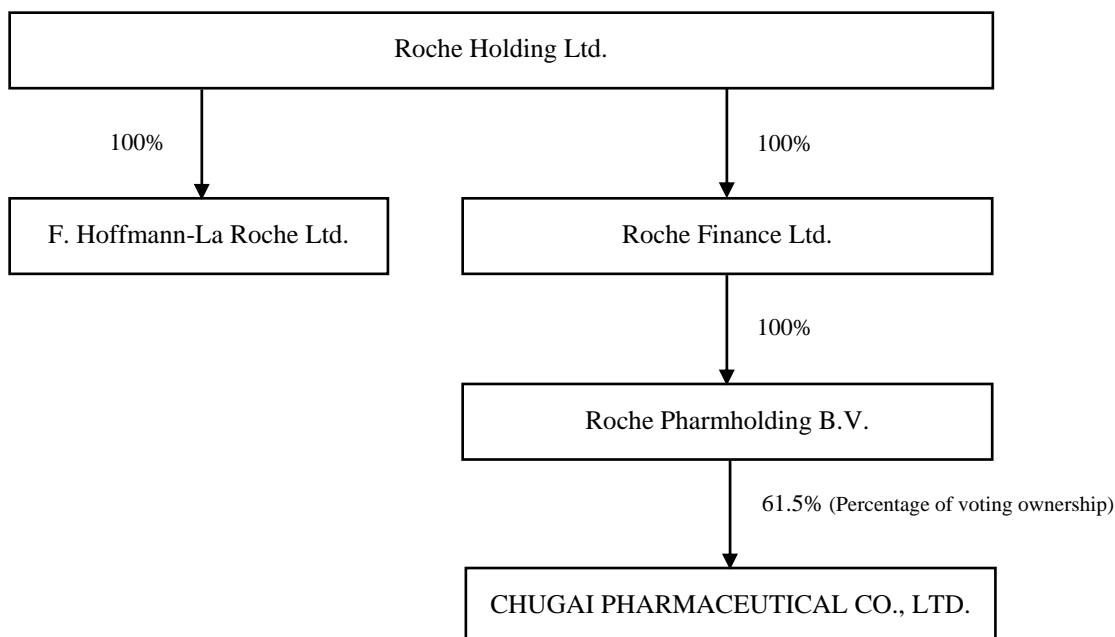 Roche Holding Ltd.
100%
100%
F. Hoffmann-La Roche Ltd.
Roche Finance Ltd.
100%
Roche Pharmholding B.V.
61.5% (Percentage of voting ownership)
CHUGAI PHARMACEUTICAL CO., LTD.